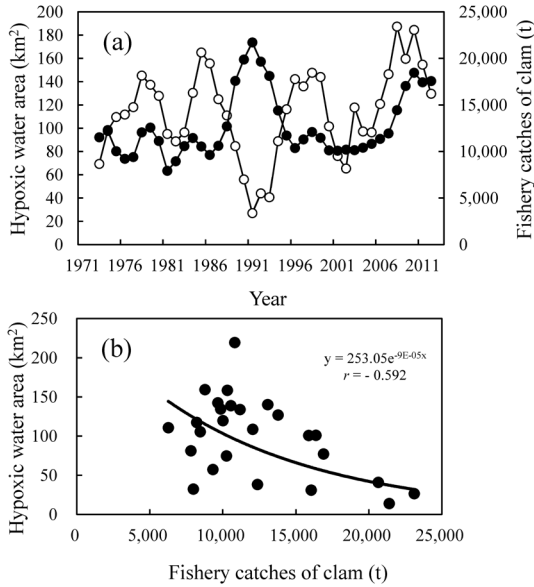 (a)
Hypoxic water area (km²)
200
180
160
140
120
100
80
60
40
20
0
25,000
20,000
15,000
10,000
5,000
0
Fishery catches of clam (t)
1971 1976 1981 1986 1991 1996 2001 2006 2011
Year
(b)
Hypoxic water area (km²)
250
200
150
100
50
0
y = 253.05e^-9E-05x
r = - 0.592
0 5,000 10,000 15,000 20,000 25,000
Fishery catches of clam (t)